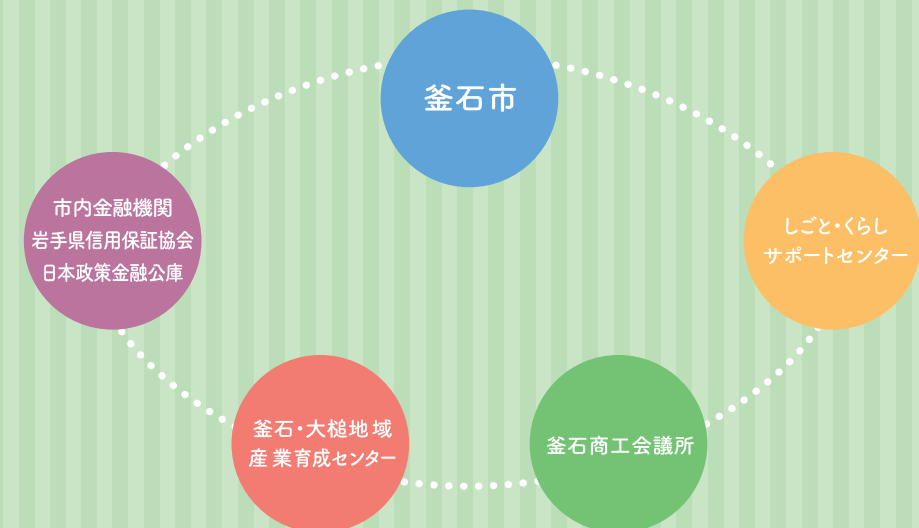 釜石市
市内金融機関
岩手県信用保証協会
日本政策金融公庫
しごと・くらし
サポートセンター
釜石・大槌地域
産業育成センター
釜石商工会議所